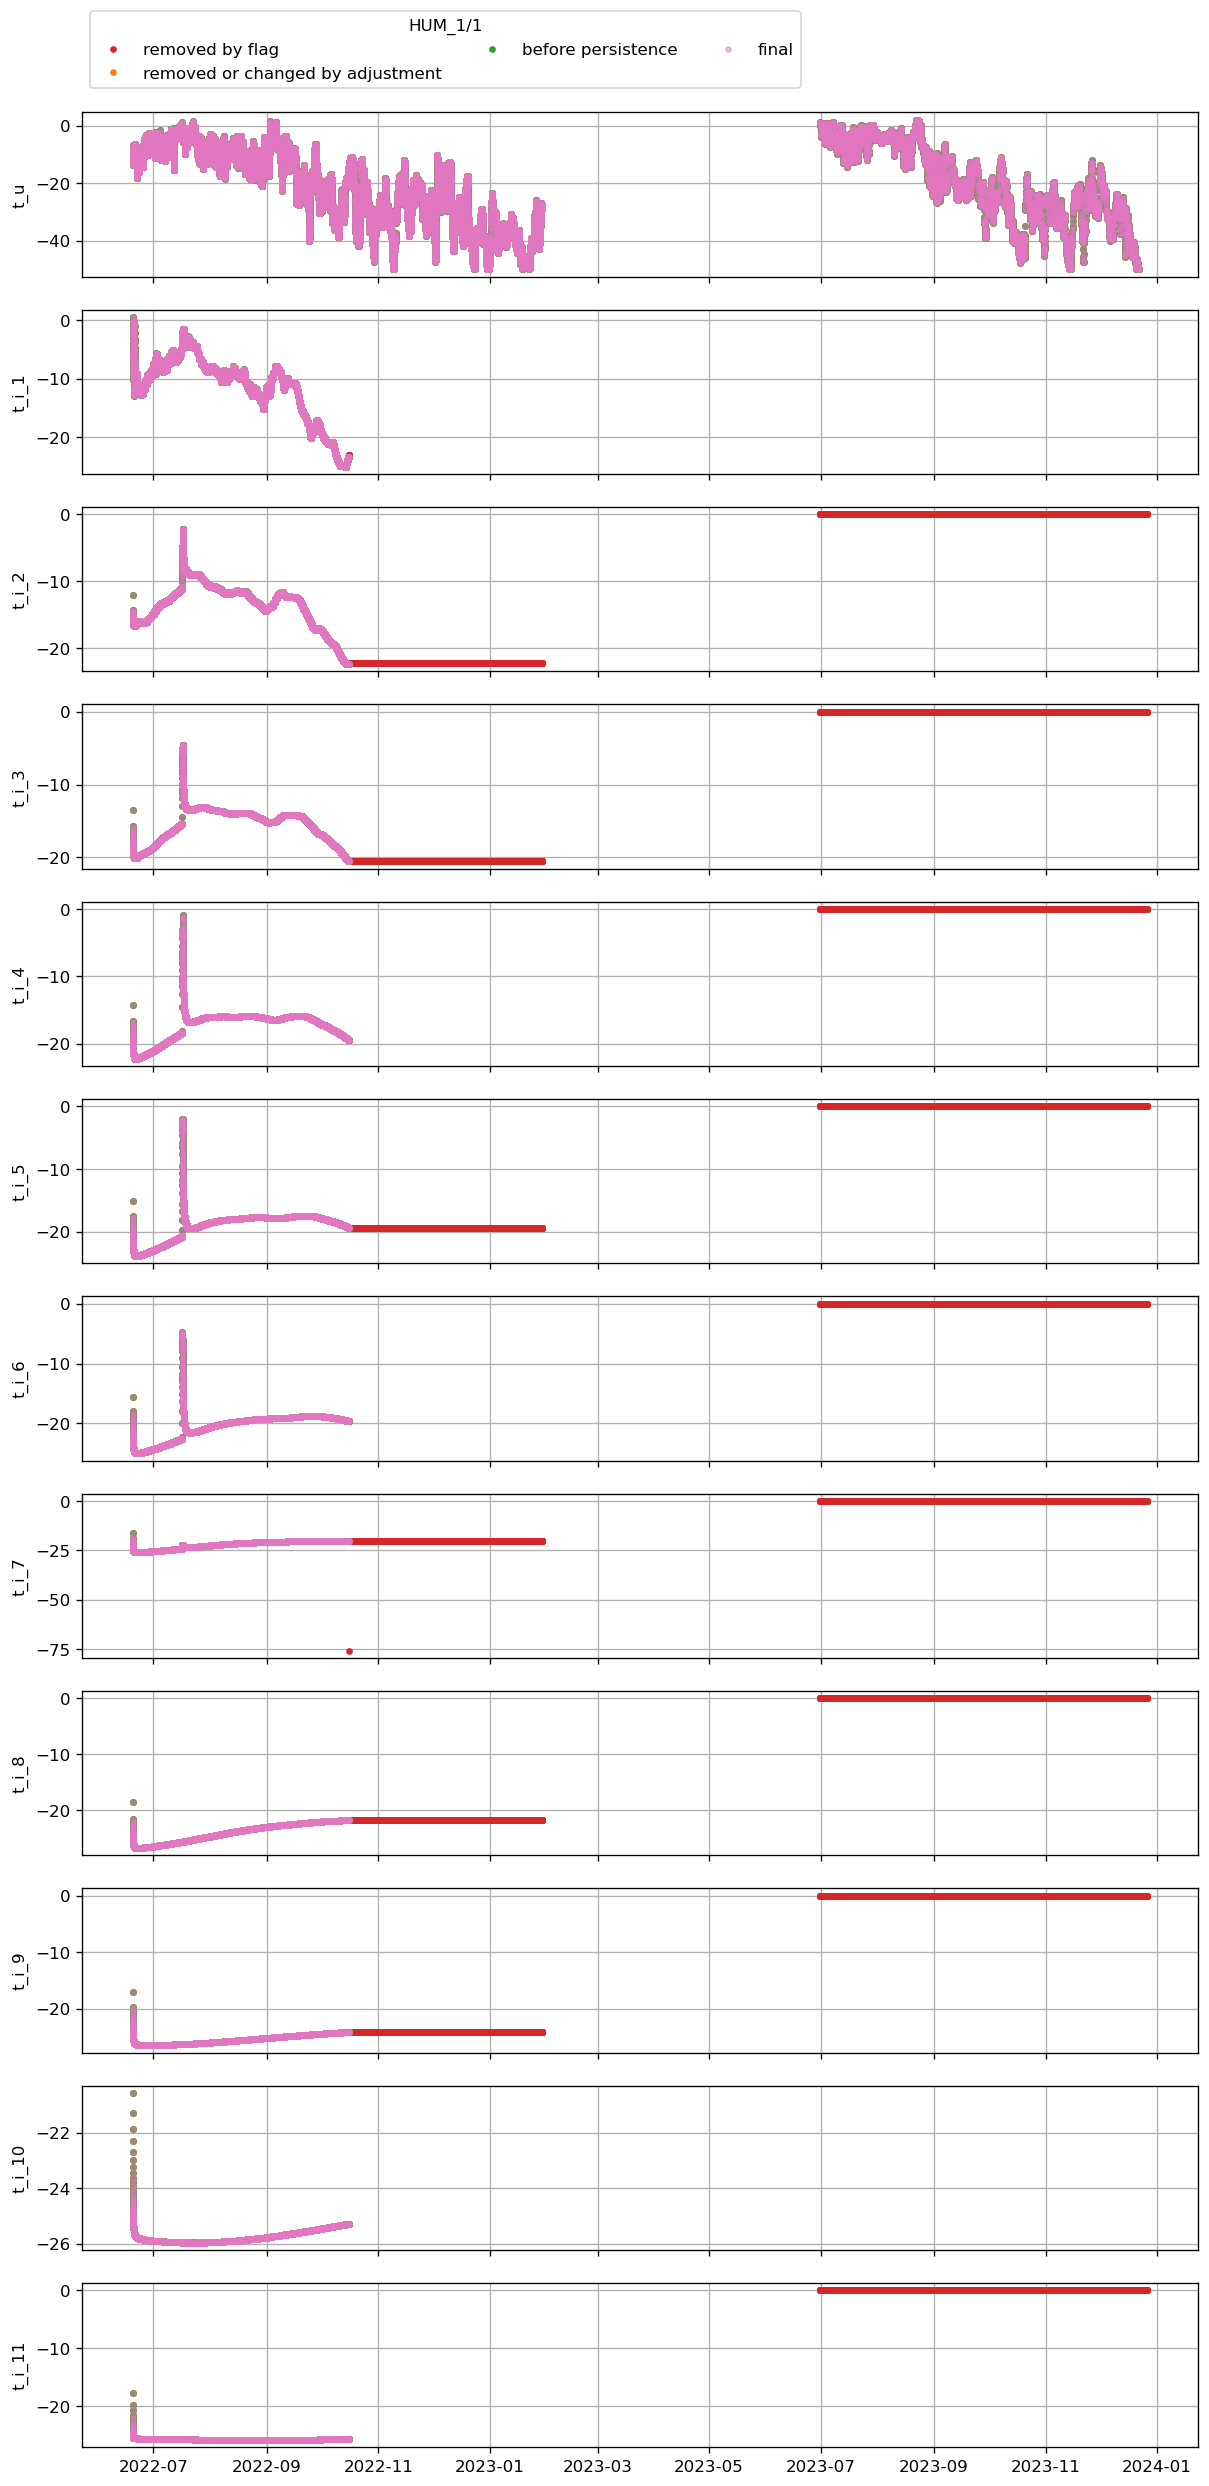 HUM_1/1
removed by flag
removed or changed by adjustment
before persistence
final
t_u
0
−20
−40
t_i_1
0
−10
−20
t_i_2
0
−10
−20
t_i_3
0
−10
−20
t_i_4
0
−10
−20
t_i_5
0
−10
−20
t_i_6
0
−10
−20
t_i_7
0
−25
−50
−75
t_i_8
0
−10
−20
t_i_9
0
−10
−20
t_i_10
−22
−24
−26
t_i_11
0
−10
−20
2022-07 2022-09 2022-11 2023-01 2023-03 2023-05 2023-07 2023-09 2023-11 2024-01